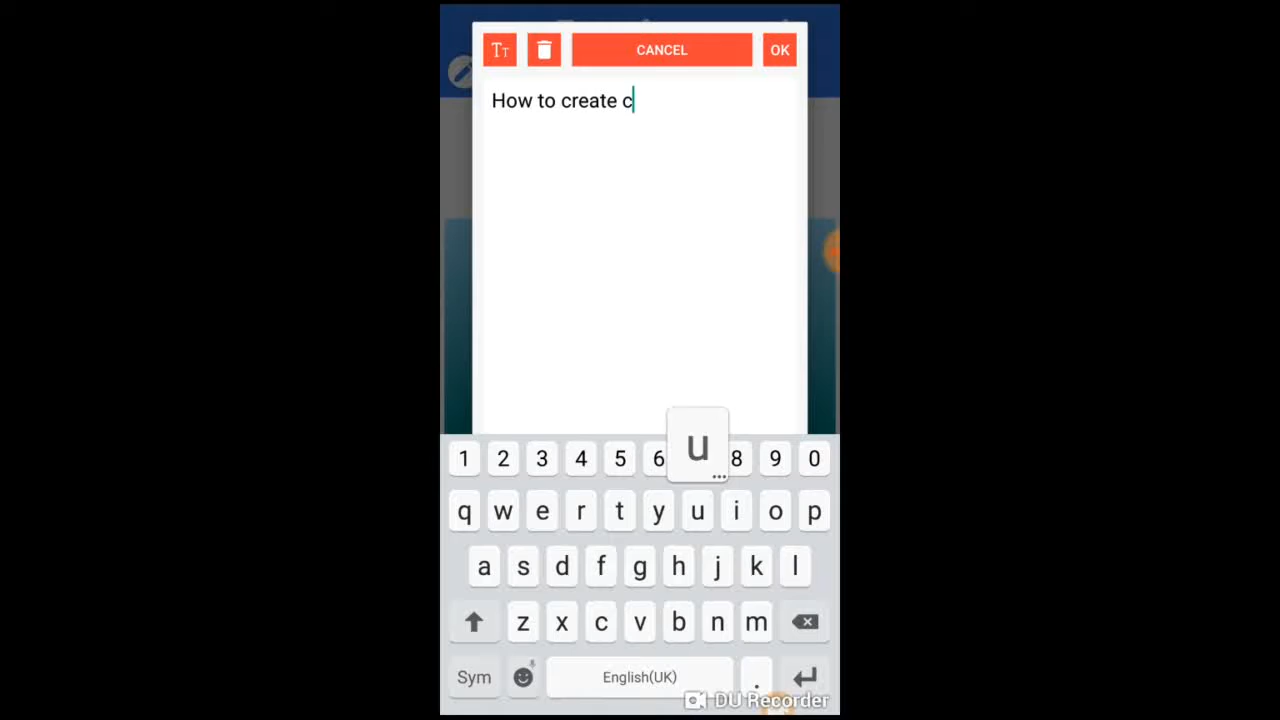 TT
CANCEL
OK
How to create c
u
1 2 3 4 5 6 8 9 0
q w e r t y u i o p
a s d f g h j k l
z x c v b n m
Sym
English(UK)
.
DU Recorder